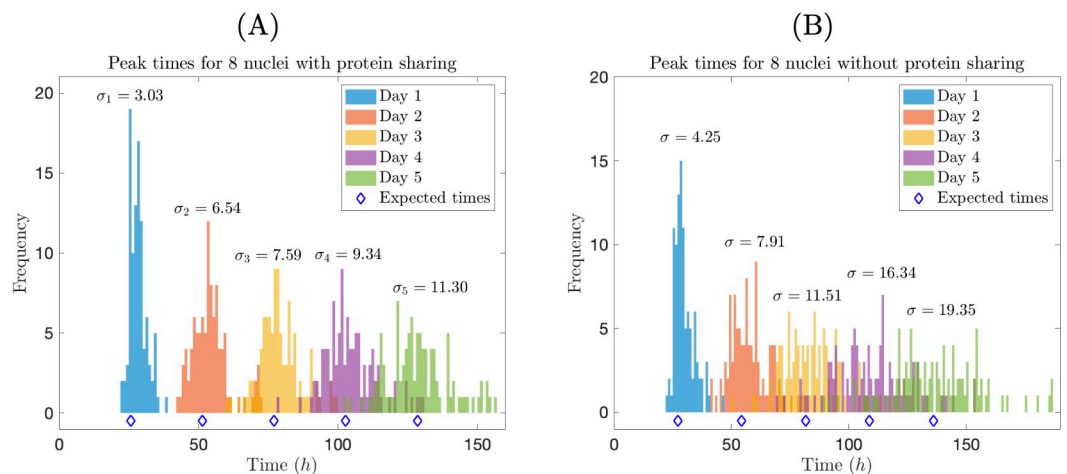 (A)
Peak times for 8 nuclei with protein sharing
20
15
10
5
0
Frequency
σ₁ = 3.03
σ₂ = 6.54
σ₃ = 7.59
σ₄ = 9.34
σ₅ = 11.30
Day 1
Day 2
Day 3
Day 4
Day 5
Expected times
0 50 100 150
Time (h)
(B)
Peak times for 8 nuclei without protein sharing
20
15
10
5
0
Frequency
σ = 4.25
σ = 7.91
σ = 11.51
σ = 16.34
σ = 19.35
Day 1
Day 2
Day 3
Day 4
Day 5
Expected times
0 50 100 150
Time (h)